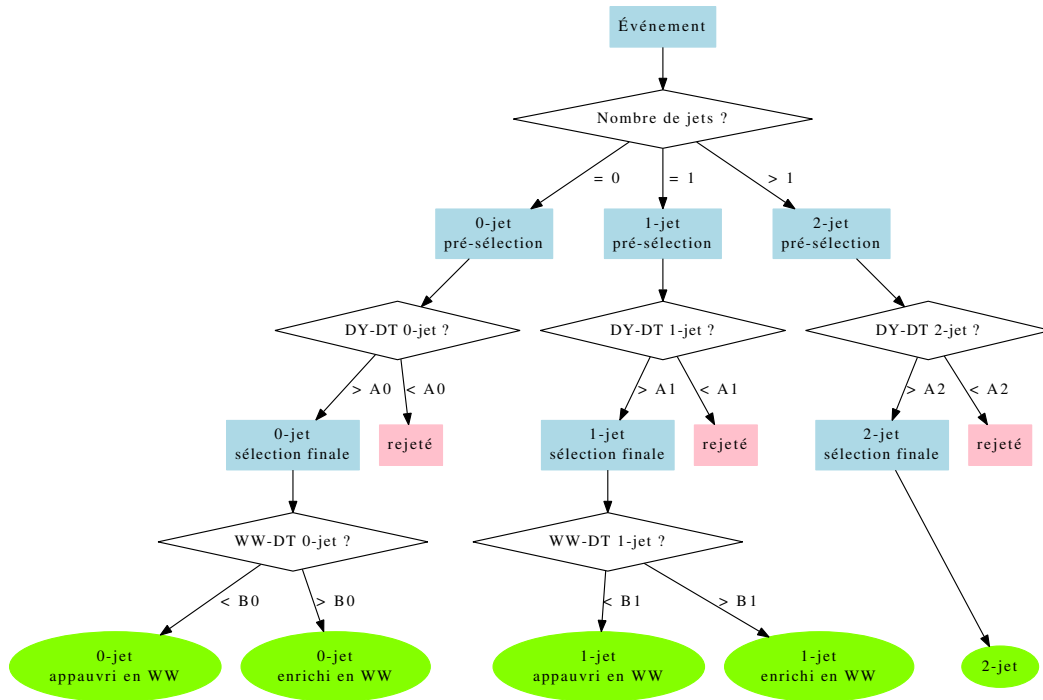 Événement
Nombre de jets ?
= 0
= 1
> 1
0-jet
pré-sélection
1-jet
pré-sélection
2-jet
pré-sélection
DY-DT 0-jet ?
DY-DT 1-jet ?
DY-DT 2-jet ?
> A0
< A0
> A1
< A1
> A2
< A2
0-jet
sélection finale
rejeté
1-jet
sélection finale
rejeté
2-jet
sélection finale
rejeté
WW-DT 0-jet ?
WW-DT 1-jet ?
< B0
> B0
< B1
> B1
0-jet
appauvri en WW
0-jet
enrichi en WW
1-jet
appauvri en WW
1-jet
enrichi en WW
2-jet